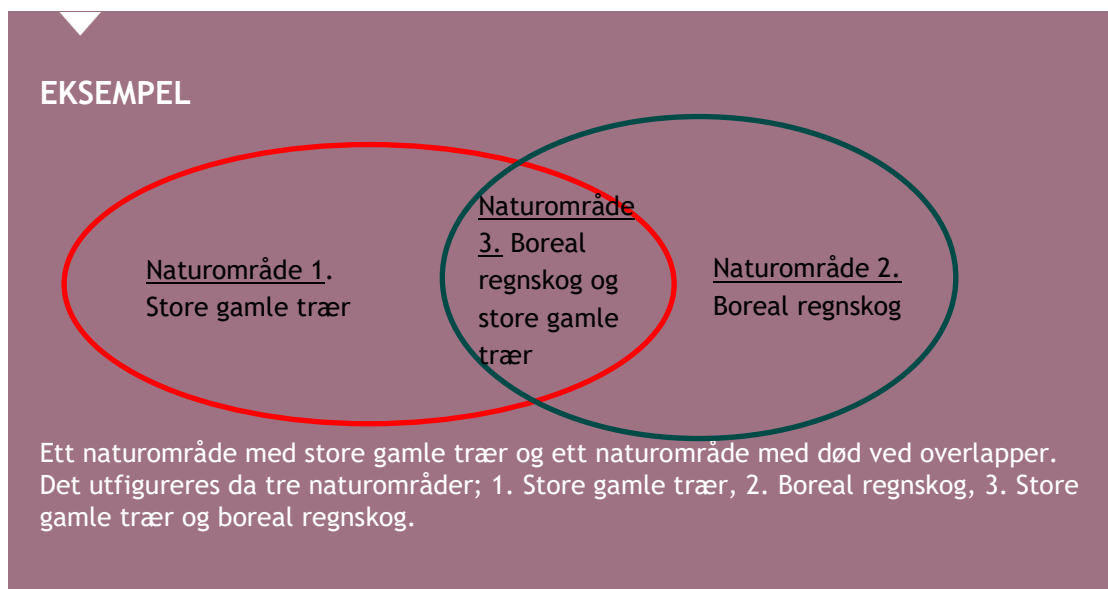 EKSEMPEL
Naturområde 1.
Store gamle trær
Naturområde
3. Boreal
regnskog og
store gamle
trær
Naturområde 2.
Boreal regnskog
Ett naturområde med store gamle trær og ett naturområde med død ved overlapper.
Det utfigureres da tre naturområder; 1. Store gamle trær, 2. Boreal regnskog, 3. Store
gamle trær og boreal regnskog.